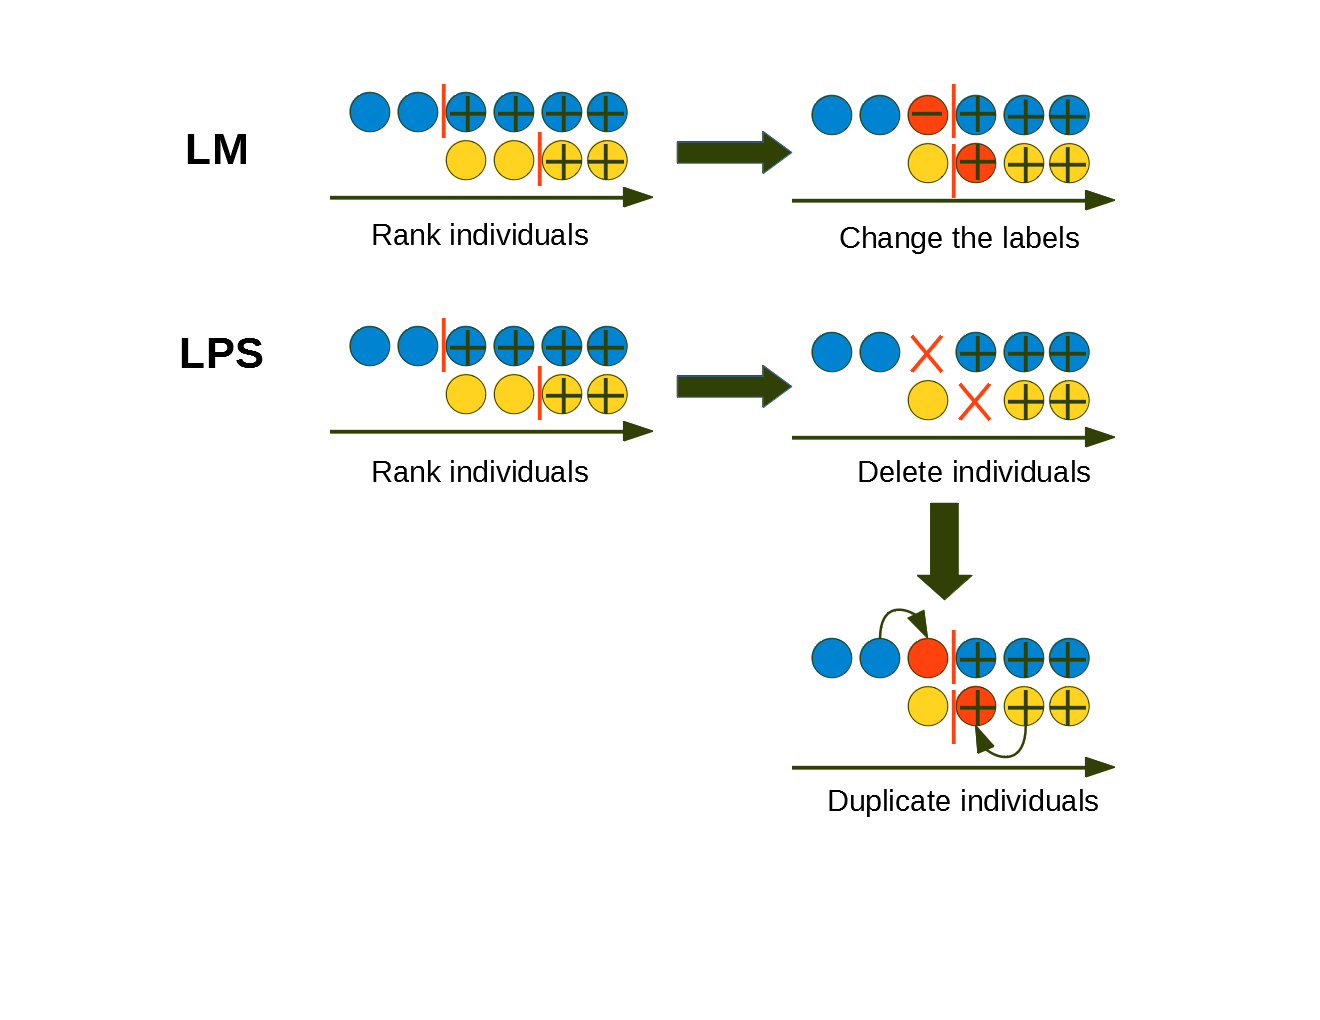 LM
Rank individuals
Change the labels
LPS
Rank individuals
Delete individuals
Duplicate individuals